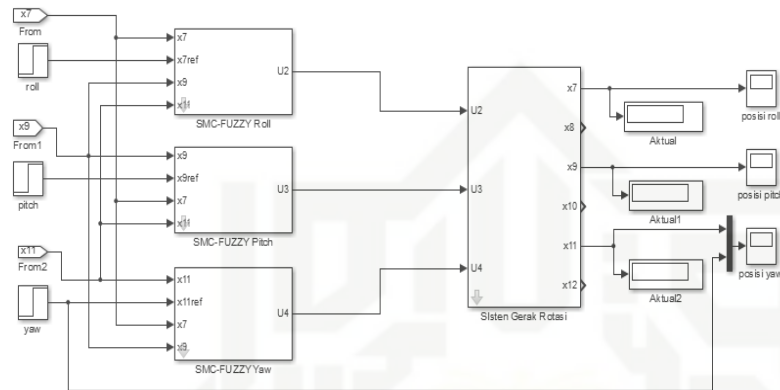 x7
From
roll
x7
x7ref
x9
x11
U2
SMC-FUZZY Roll
x9
From1
pitch
x9
x9ref
x7
x11
U3
SMC-FUZZY Pitch
x11
From2
yaw
x11
x11ref
x7
x9
U4
SMC-FUZZY Yaw
U2
U3
U4
x7
x8
x9
x10
x11
x12
SIsten Gerak Rotasi
Aktual
Aktual1
Aktual2
posisi roll
posisi pitch
posisi yaw